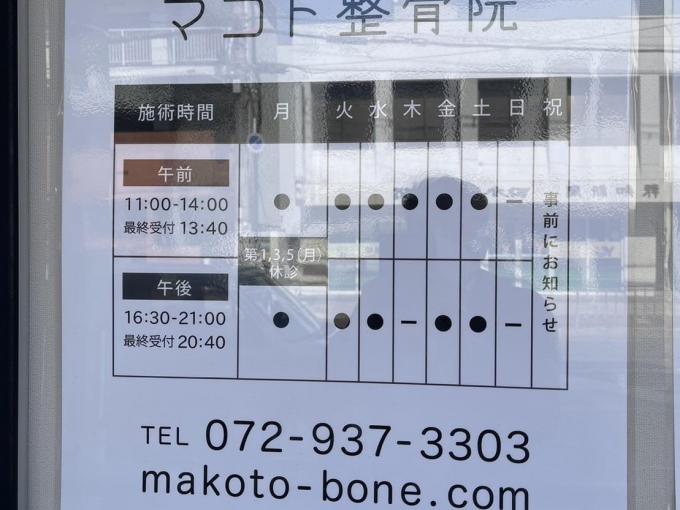 マコト整骨院
施術時間 月 火 水 木 金 土 日 祝
午前
11:00-14:00
最終受付 13:40
● ● ● ● ● ● －
第1,3,5(月)
休診
午後
16:30-21:00
最終受付 20:40
● ● ● － ● ● －
事前にお知らせ
TEL 072-937-3303
makoto-bone.com